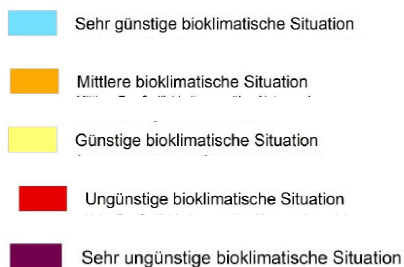 Sehr günstige bioklimatische Situation
Mittlere bioklimatische Situation
Günstige bioklimatische Situation
Ungünstige bioklimatische Situation
Sehr ungünstige bioklimatische Situation